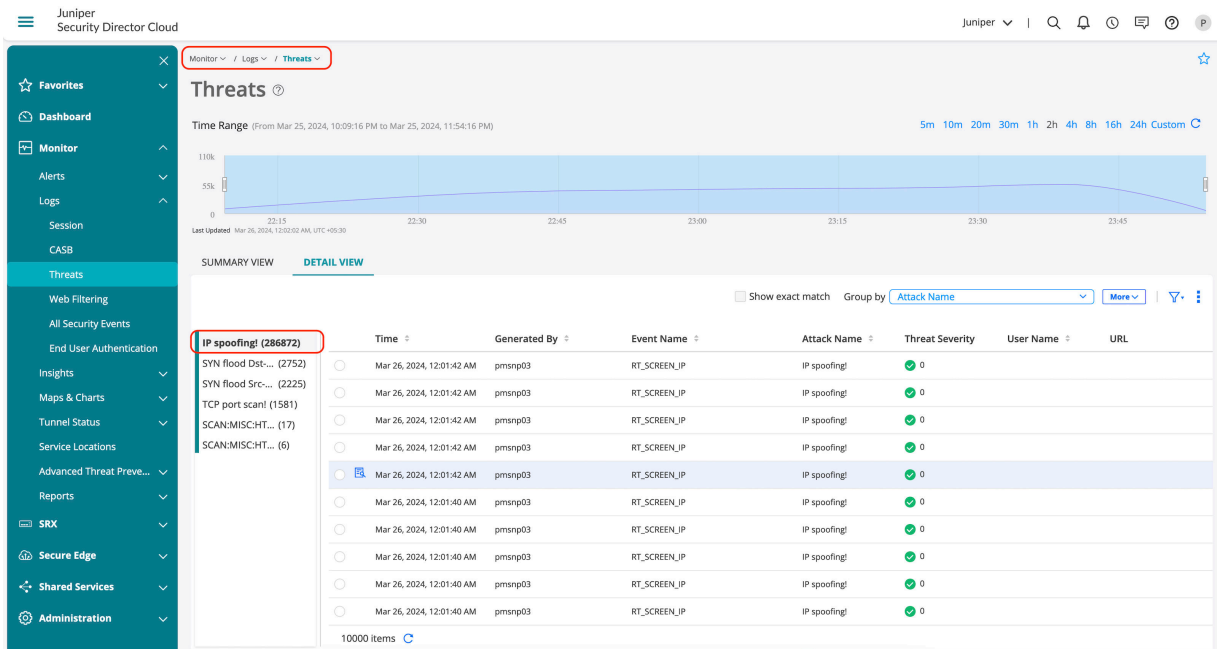 Juniper
Security Director Cloud
Juniper
P
Monitor / Logs / Threats
Favorites
Dashboard
Monitor
Alerts
Logs
Session
CASB
Threats
Web Filtering
All Security Events
End User Authentication
Insights
Maps & Charts
Tunnel Status
Service Locations
Advanced Threat Preve...
Reports
SRX
Secure Edge
Shared Services
Administration
Threats
Time Range (From Mar 25, 2024, 10:09:16 PM to Mar 25, 2024, 11:54:16 PM)
5m 10m 20m 30m 1h 2h 4h 8h 16h 24h Custom
110k
55k
0
22:15 22:30 22:45 23:00 23:15 23:30 23:45
Last Updated Mar 26, 2024, 12:02:02 AM, UTC +05:30
SUMMARY VIEW DETAIL VIEW
Show exact match Group by Attack Name More
IP spoofing! (286872)
SYN flood Dst-... (2752)
SYN flood Src-... (2225)
TCP port scan! (1581)
SCAN:MISC:HT... (17)
SCAN:MISC:HT... (6)
Time Generated By Event Name Attack Name Threat Severity User Name URL
Mar 26, 2024, 12:01:42 AM pmsnp03 RT_SCREEN_IP IP spoofing! 0
Mar 26, 2024, 12:01:42 AM pmsnp03 RT_SCREEN_IP IP spoofing! 0
Mar 26, 2024, 12:01:42 AM pmsnp03 RT_SCREEN_IP IP spoofing! 0
Mar 26, 2024, 12:01:42 AM pmsnp03 RT_SCREEN_IP IP spoofing! 0
Mar 26, 2024, 12:01:42 AM pmsnp03 RT_SCREEN_IP IP spoofing! 0
Mar 26, 2024, 12:01:40 AM pmsnp03 RT_SCREEN_IP IP spoofing! 0
Mar 26, 2024, 12:01:40 AM pmsnp03 RT_SCREEN_IP IP spoofing! 0
Mar 26, 2024, 12:01:40 AM pmsnp03 RT_SCREEN_IP IP spoofing! 0
Mar 26, 2024, 12:01:40 AM pmsnp03 RT_SCREEN_IP IP spoofing! 0
Mar 26, 2024, 12:01:40 AM pmsnp03 RT_SCREEN_IP IP spoofing! 0
10000 items